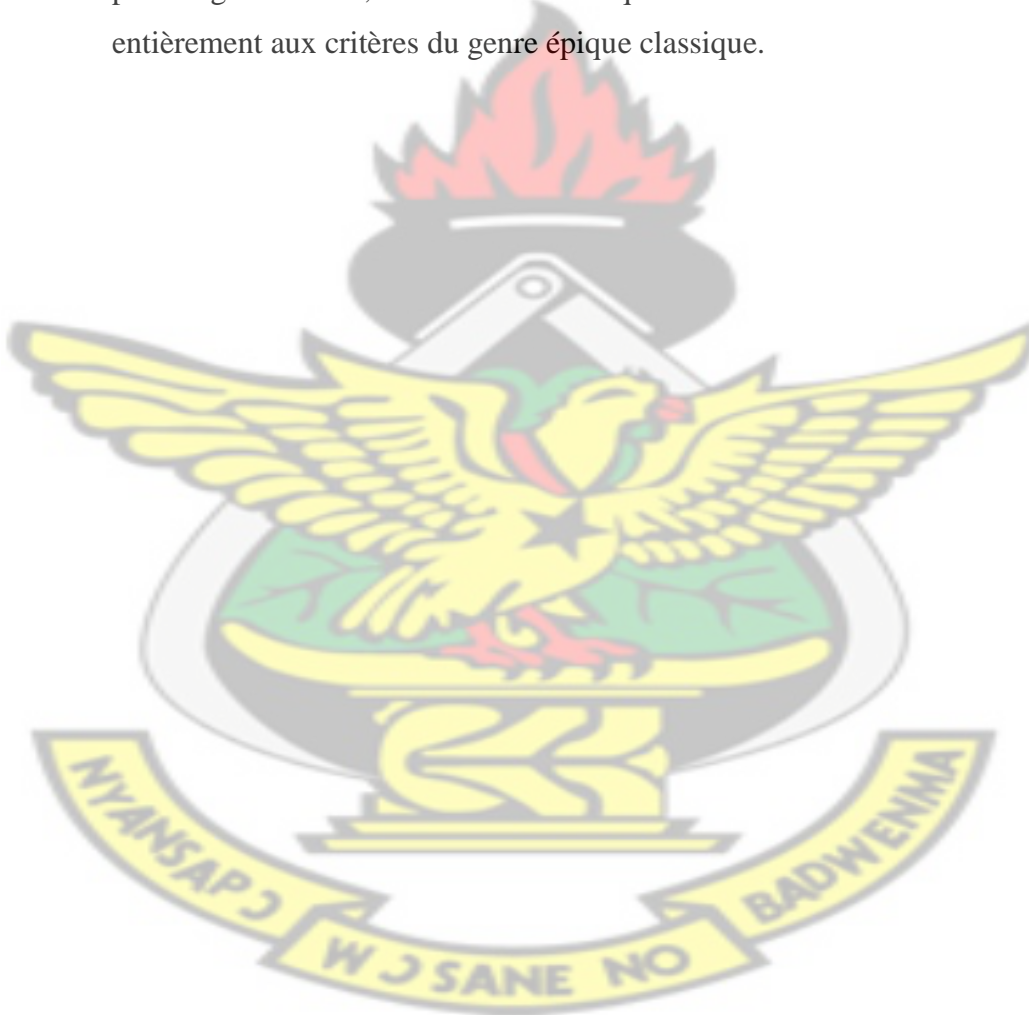 entièrement aux critères du genre épique classique.
NYANSAPƆ
WƆSANE NO
BADWENMA